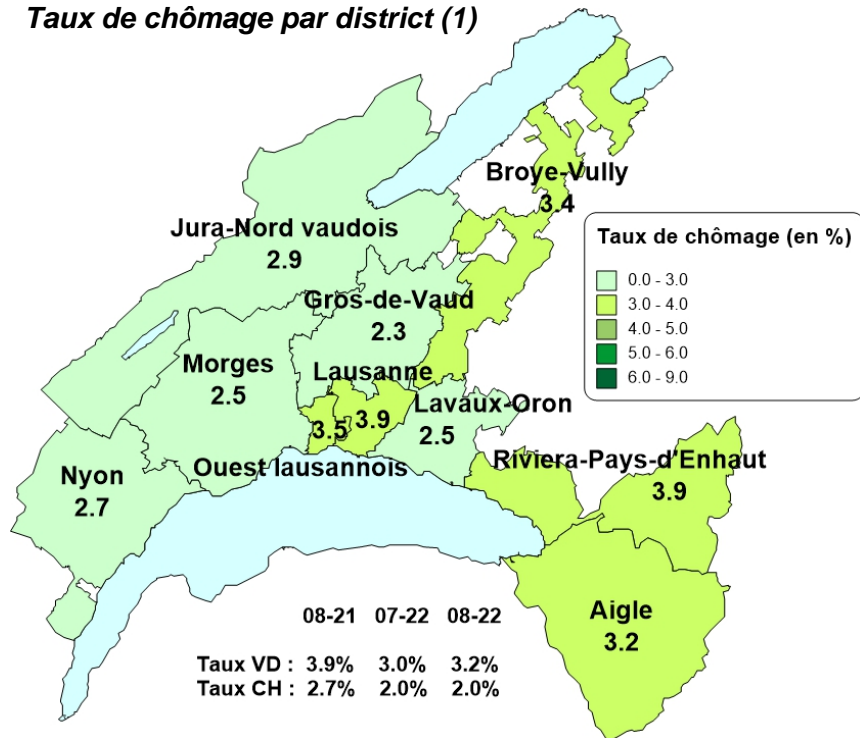 Taux de chômage par district (1)
Broye-Vully
3.4
Jura-Nord vaudois
2.9
Taux de chômage (en %)
0.0 - 3.0
3.0 - 4.0
4.0 - 5.0
5.0 - 6.0
6.0 - 9.0
Gros-de-Vaud
2.3
Morges
2.5
Lausanne
3.9
3.5
Lavaux-Oron
2.5
Ouest lausannois
Riviera-Pays-d'Enhaut
3.9
Nyon
2.7
Aigle
3.2
08-21 07-22 08-22
Taux VD : 3.9% 3.0% 3.2%
Taux CH : 2.7% 2.0% 2.0%